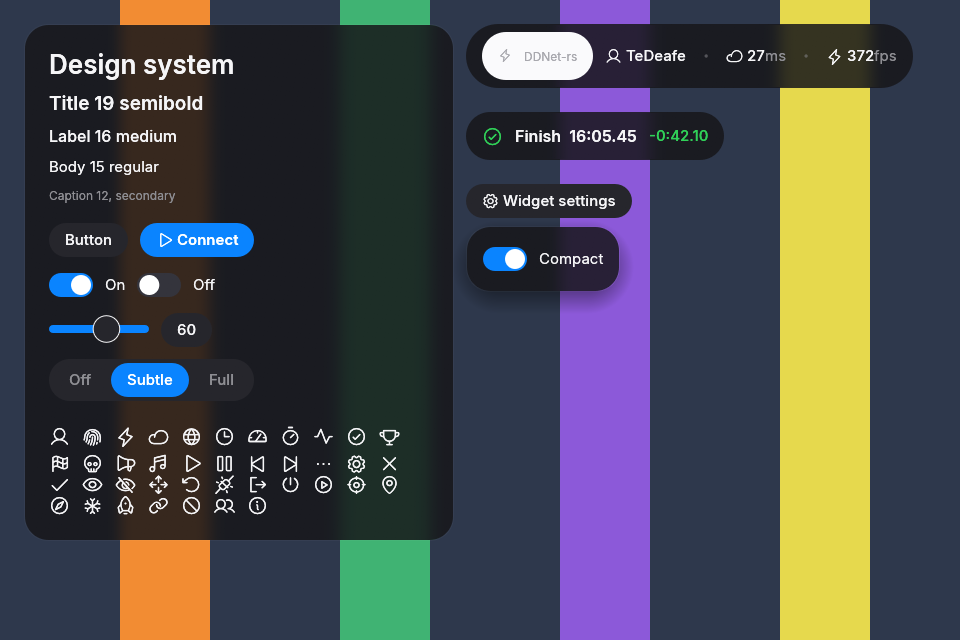 Design system
Title 19 semibold
Label 16 medium
Body 15 regular
Caption 12, secondary
Button
Connect
On
Off
60
Off
Subtle
Full
DDNet-rs
TeDeafe
27ms
372fps
Finish 16:05.45 -0:42.10
Widget settings
Compact